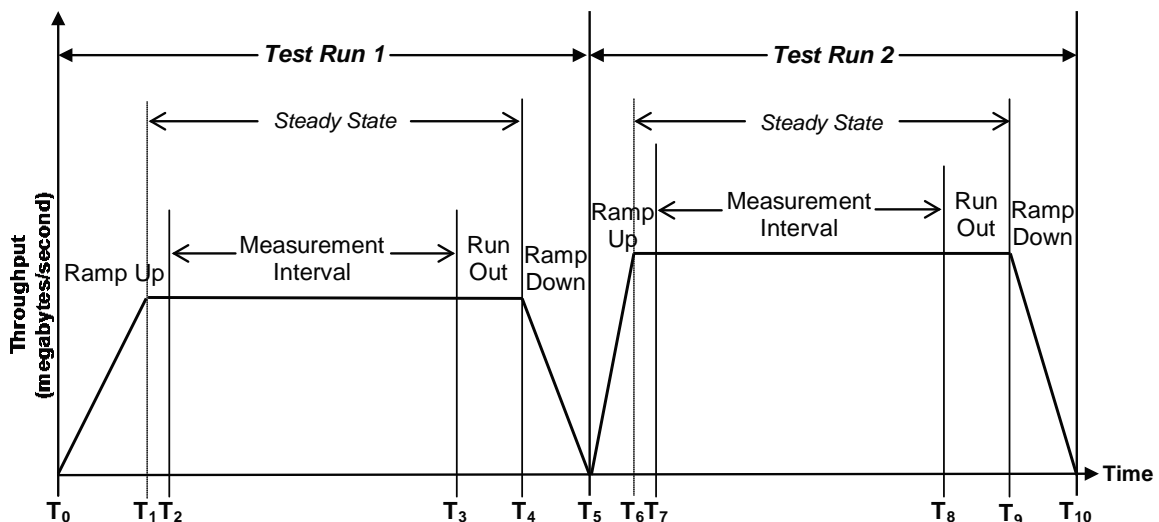 Test Run 1
Test Run 2
Steady State
Steady State
Measurement
Interval
Run
Out
Ramp
Up
Ramp
Down
Ramp Up
Measurement
Interval
Run
Out
Ramp
Down
Throughput
(megabytes/second)
Time
T0 T1 T2 T3 T4 T5 T6 T7 T8 T9 T10